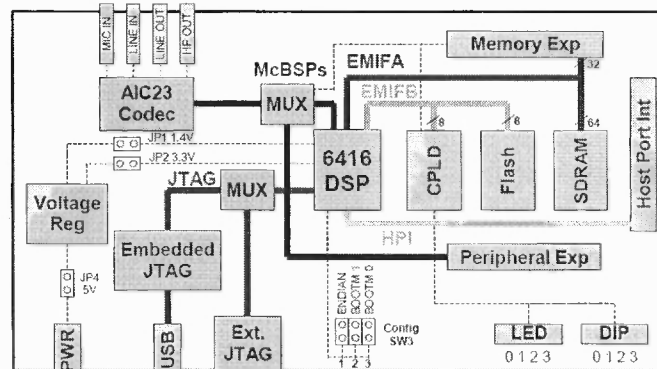 MIC IN
LINE IN
LINE OUT
HP OUT
Memory Exp
McBSPs
EMIFA
32
AIC23
Codec
MUX
EMIFB
8
8
64
JP1 1.4V
JP2 3.3V
6416
DSP
CPLD
Flash
SDRAM
Host Port Int
JTAG
MUX
Voltage
Reg
Embedded
JTAG
HPI
Peripheral Exp
JP4
5V
ENDIAN
BOOTM 1
BOOTM 0
Config
SW3
PWR
USB
Ext.
JTAG
1 2 3
LED
DIP
0 1 2 3
0 1 2 3